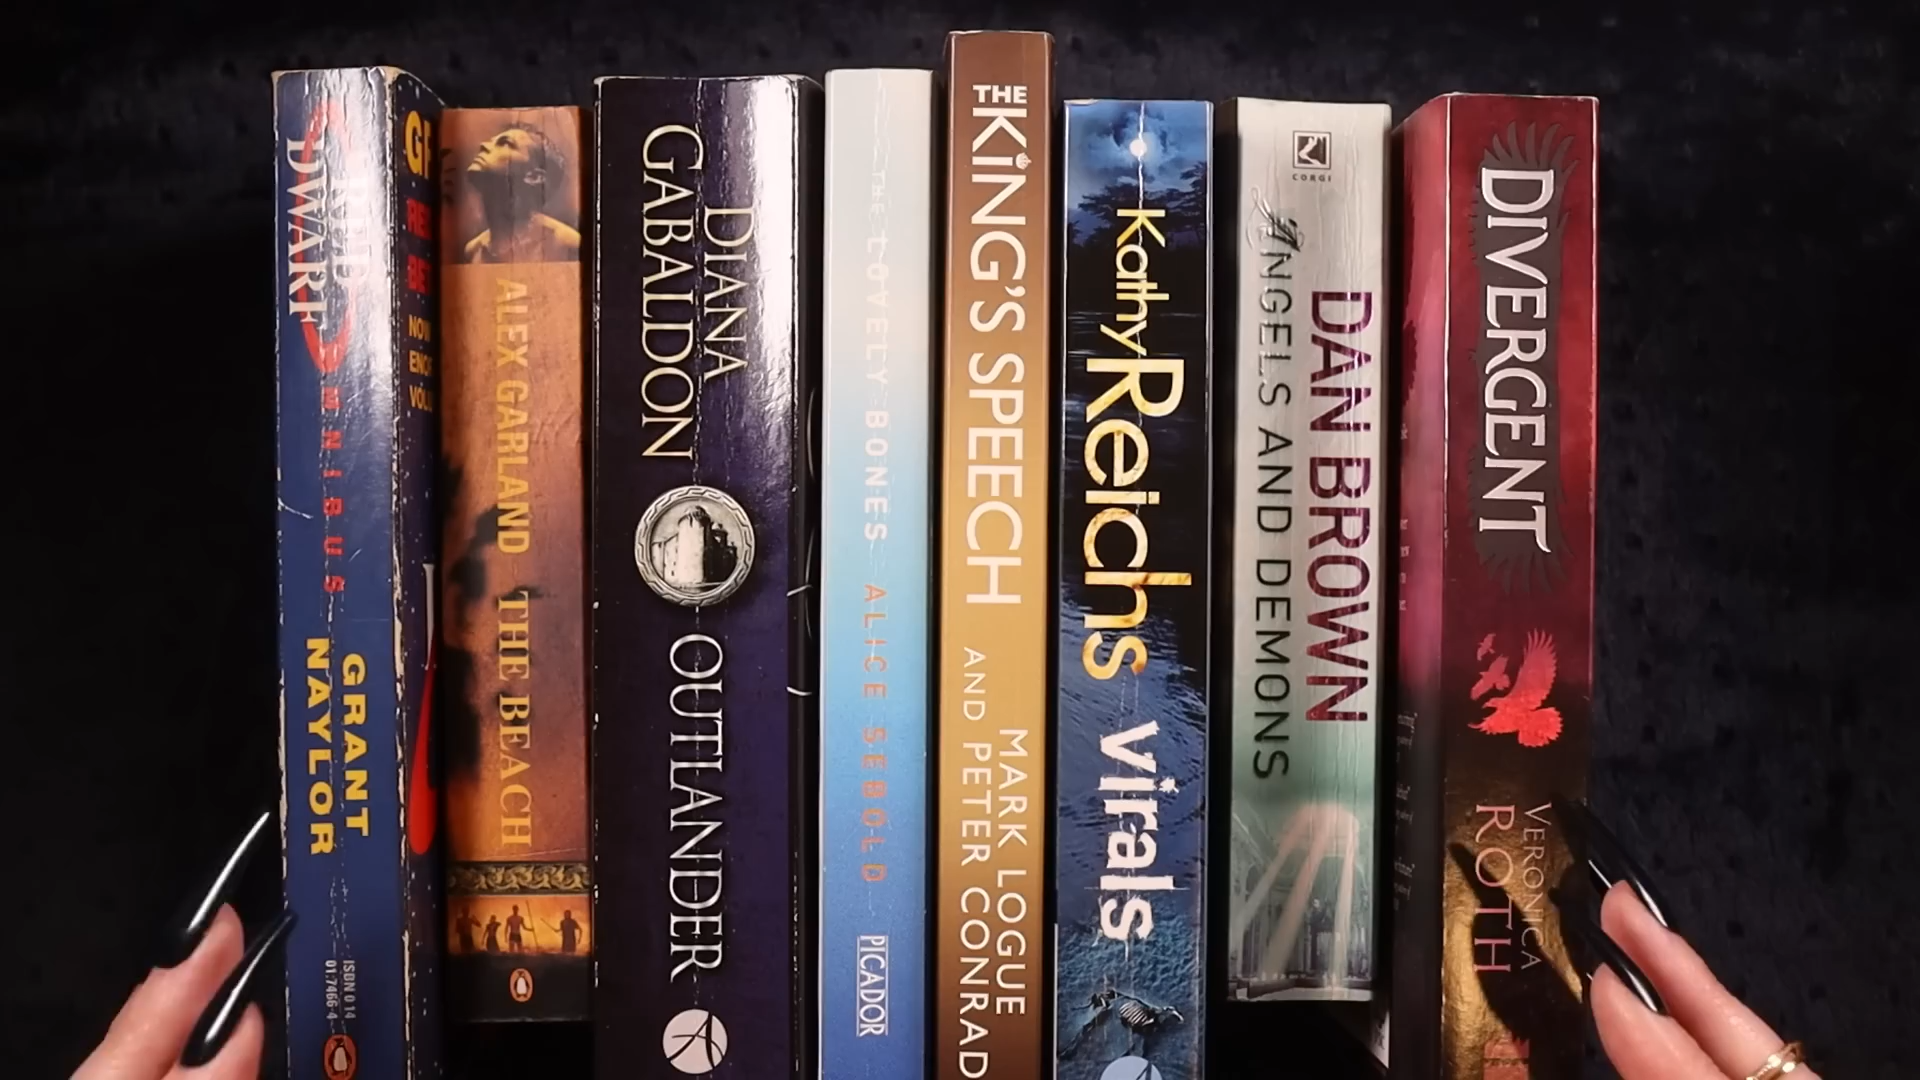 RED
DWARF
OMNIBUS
GRANT
NAYLOR
ISBN 0 14
01.7466 4
ALEX GARLAND THE BEACH
DIANA
GABALDON
OUTLANDER
THE LOVELY BONES ALICE SEBOLD
PICADOR
THE
KING'S SPEECH
MARK LOGUE
AND PETER CONRAD
Kathy
Reichs
virals
CORGI
DAN BROWN
ANGELS AND DEMONS
DIVERGENT
VERONICA
ROTH